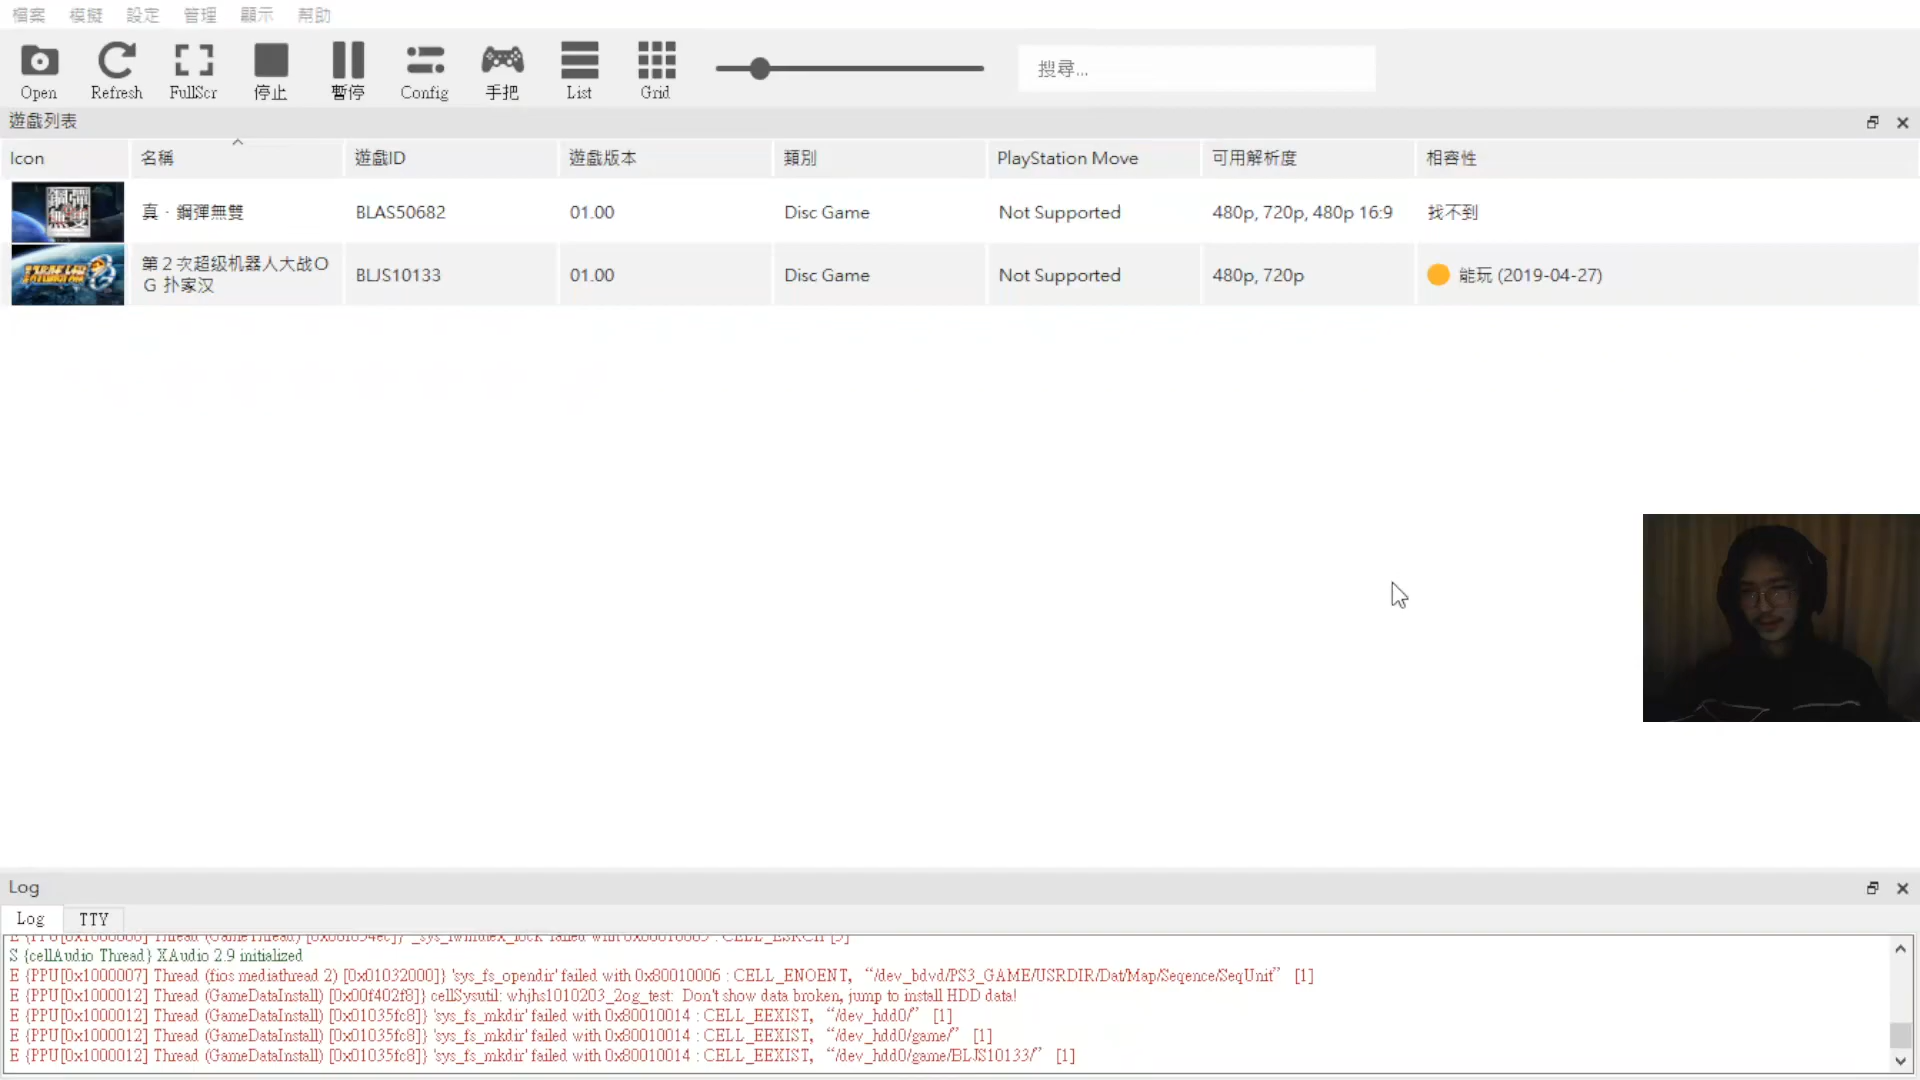 檔案 模擬 設定 管理 顯示 幫助
Open Refresh FullScr 停止 暫停 Config 手把 List Grid 搜尋...
遊戲列表
Icon 名稱 遊戲ID 遊戲版本 類別 PlayStation Move 可用解析度 相容性
鋼彈無雙
真‧鋼彈無雙 BLAS50682 01.00 Disc Game Not Supported 480p, 720p, 480p 16:9 找不到
第2次超级机器人大战O
G 扑家汉 BLJS10133 01.00 Disc Game Not Supported 480p, 720p 能玩 (2019-04-27)
Log
Log TTY
S {cellAudio Thread} XAudio 2.9 initialized
E {PPU[0x1000007] Thread (fios mediathread 2) [0x01032000]} 'sys_fs_opendir' failed with 0x80010006 : CELL_ENOENT, “/dev_bdvd/PS3_GAME/USRDIR/Dat/Map/Seqence/SeqUnit” [1]
E {PPU[0x1000012] Thread (GameDataInstall) [0x00f402f8]} cellSysutil: whjhs1010203_2og_test: Don't show data broken, jump to install HDD data!
E {PPU[0x1000012] Thread (GameDataInstall) [0x01035fc8]} 'sys_fs_mkdir' failed with 0x80010014 : CELL_EEXIST, “/dev_hdd0/” [1]
E {PPU[0x1000012] Thread (GameDataInstall) [0x01035fc8]} 'sys_fs_mkdir' failed with 0x80010014 : CELL_EEXIST, “/dev_hdd0/game/” [1]
E {PPU[0x1000012] Thread (GameDataInstall) [0x01035fc8]} 'sys_fs_mkdir' failed with 0x80010014 : CELL_EEXIST, “/dev_hdd0/game/BLJS10133/” [1]